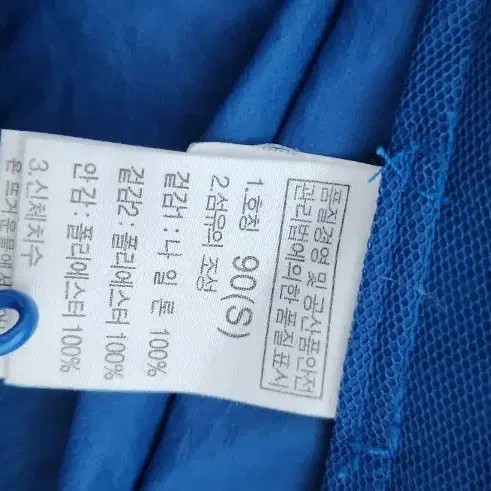 품질경영 및 공산품안전
관리법에의한 품질표시
1.호칭 90(S)
2.섬유의 조성
겉감1: 나 일 론 100%
겉감2: 폴리에스터 100%
안감: 폴리에스터 100%
3.신체치수